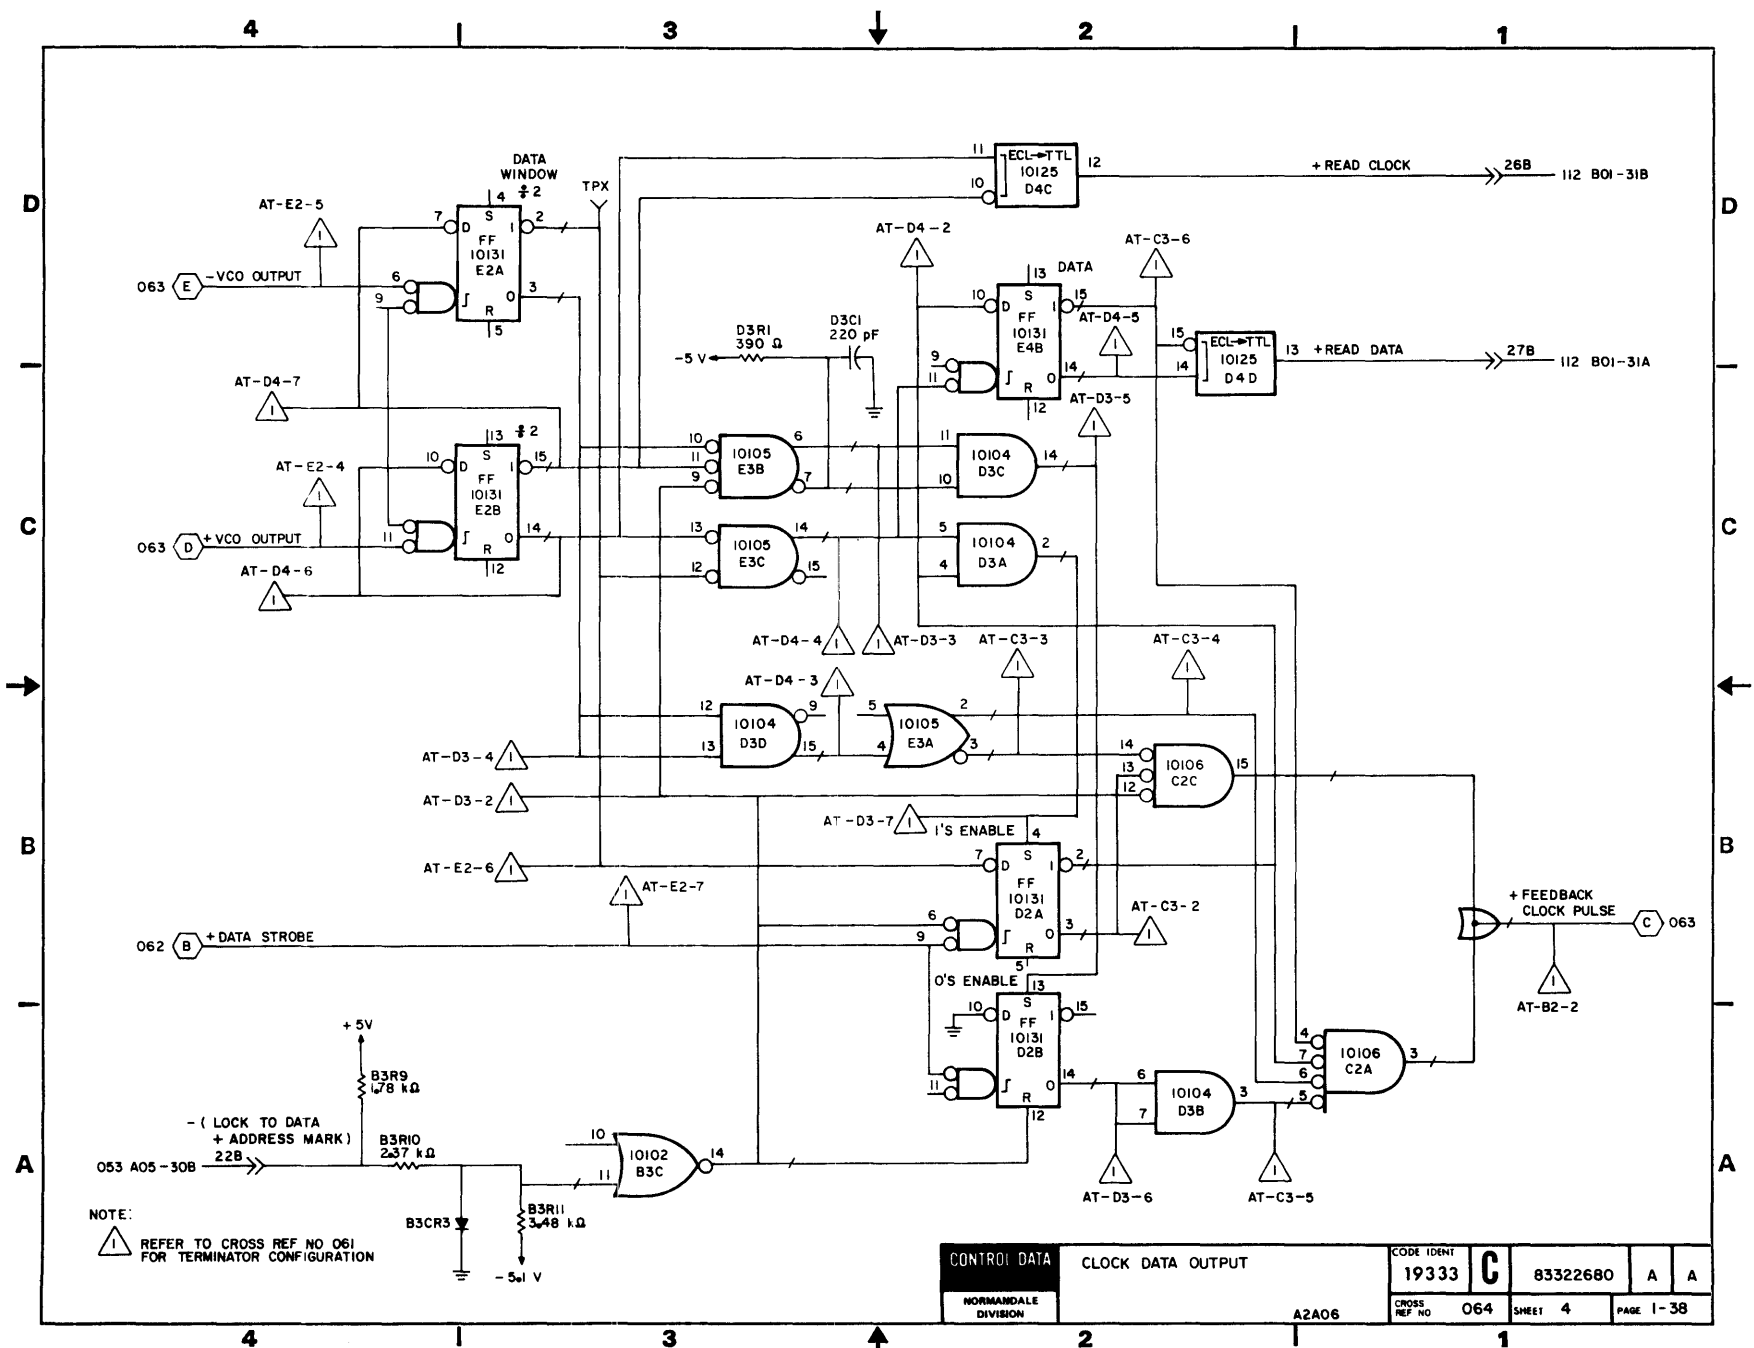 4 3 2 1
D
C
B
A
D
C
B
A
4 3 2 1
DATA
WINDOW
÷2
TPX
AT-E2-5
7
4
S
D
I
2
FF
10131
E2A
063 E -VCO OUTPUT
6
9
O
3
R
5
11
ECL→TTL
10125
D4C
10
12
+READ CLOCK
26B
112 B01-31B
AT-D4-2
AT-C3-6
13 DATA
10
S
D
I
15
FF
10131
E4B
AT-D4-5
9
11
O
14
R
12
15
ECL→TTL
10125
D4D
14
13 +READ DATA
27B
112 B01-31A
D3R1
390 Ω
D3C1
220 pF
-5 V
AT-D4-7
AT-D3-5
13 ÷2
AT-E2-4
10
S
D
I
15
FF
10131
E2B
063 D +VCO OUTPUT
11
O
14
R
12
AT-D4-6
10
11
9
10105
E3B
6
7
11
10
10104
D3C
14
13
12
10105
E3C
14
15
5
4
10104
D3A
2
AT-D4-4
AT-D3-3
AT-C3-3
AT-C3-4
AT-D4-3
12
13
10104
D3D
9
15
5
4
10105
E3A
2
3
AT-D3-4
AT-D3-2
14
13
12
10106
C2C
15
AT-D3-7
1'S ENABLE
4
AT-E2-6
7
S
D
I
2
FF
10131
D2A
AT-E2-7
6
9
O
3
R
5
AT-C3-2
062 B +DATA STROBE
+FEEDBACK
CLOCK PULSE
C 063
AT-B2-2
0'S ENABLE
13
10
S
D
I
15
FF
10131
D2B
11
O
14
R
12
6
7
10104
D3B
3
4
7
6
5
10106
C2A
3
AT-D3-6
AT-C3-5
+5V
B3R9
1.78 kΩ
-(LOCK TO DATA
+ ADDRESS MARK)
053 A05-30B
22B
B3R10
2.37 kΩ
10
11
10102
B3C
14
B3CR3
B3R11
3.48 kΩ
-5.1 V
NOTE:
1 REFER TO CROSS REF NO 061
FOR TERMINATOR CONFIGURATION
CONTROL DATA
NORMANDALE
DIVISION
CLOCK DATA OUTPUT
A2A06
CODE IDENT
19333
C
83322680
A
A
CROSS
REF NO
064
SHEET 4
PAGE 1-38